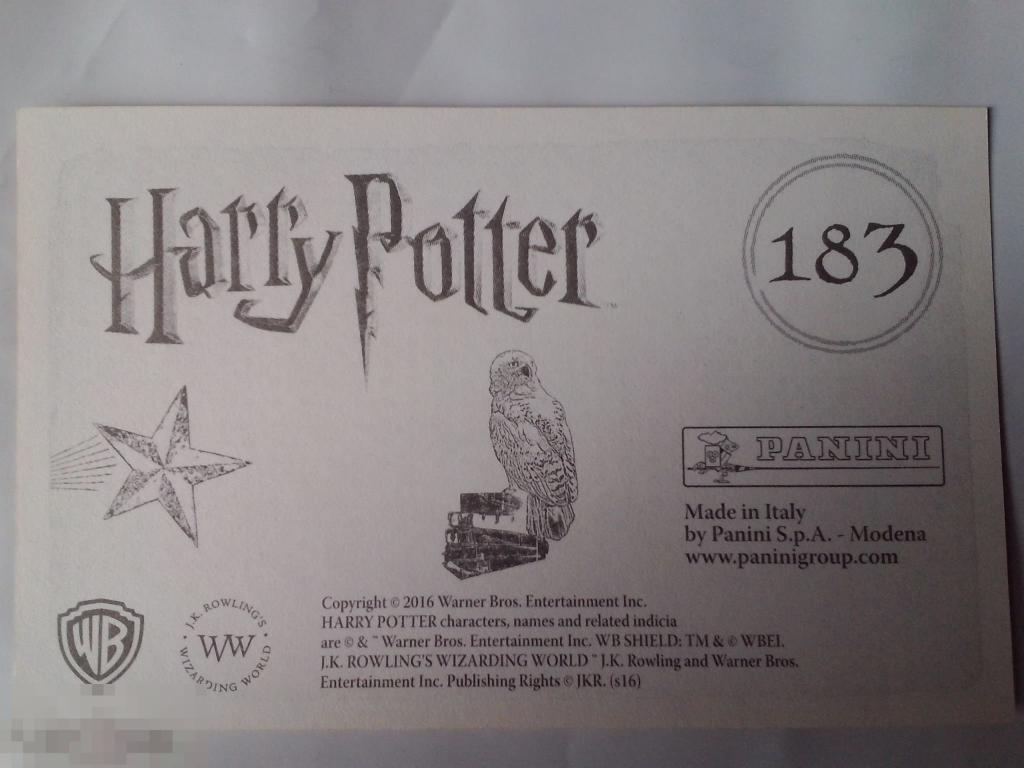 Harry Potter
183
PANINI
Made in Italy
by Panini S.p.A. - Modena
www.paninigroup.com
WB
J.K. ROWLING'S
WW
WIZARDING WORLD
Copyright © 2016 Warner Bros. Entertainment Inc.
HARRY POTTER characters, names and related indicia
are © & ™ Warner Bros. Entertainment Inc. WB SHIELD: TM & © WBEI.
J.K. ROWLING'S WIZARDING WORLD ™ J.K. Rowling and Warner Bros.
Entertainment Inc. Publishing Rights © JKR. (s16)